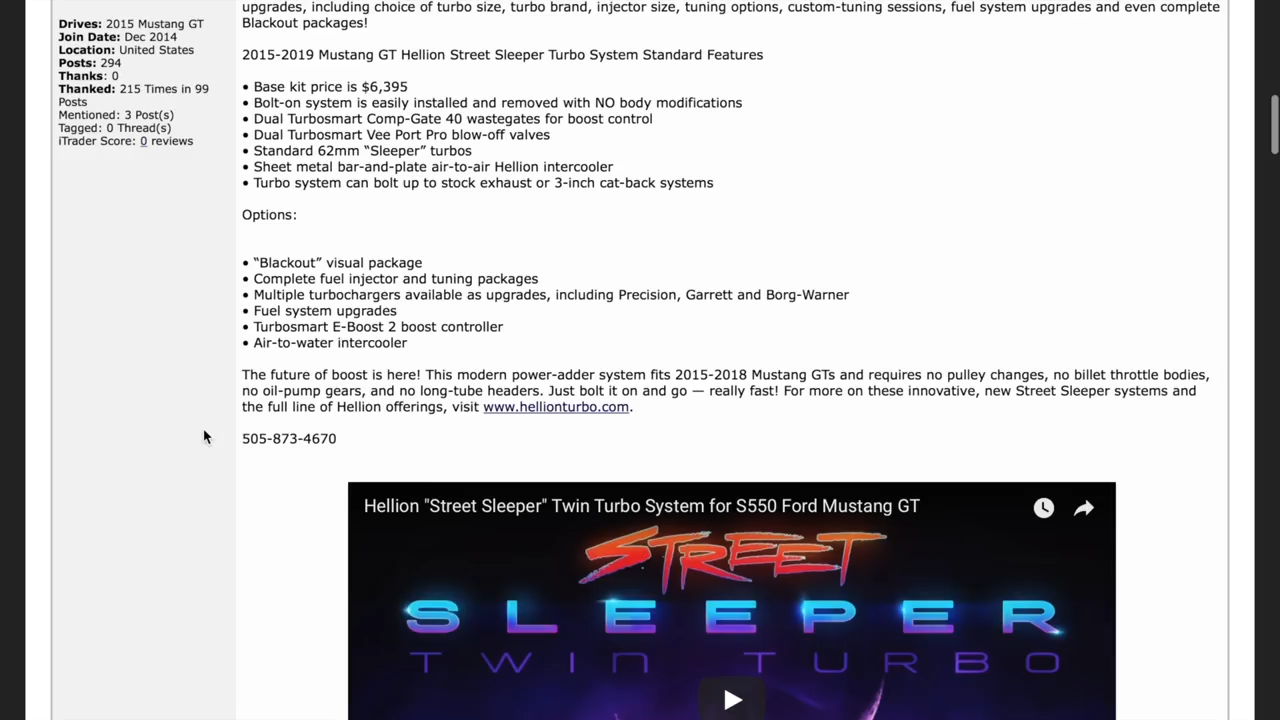 upgrades, including choice of turbo size, turbo brand, injector size, tuning options, custom-tuning sessions, fuel system upgrades and even complete
Blackout packages!
Drives: 2015 Mustang GT
Join Date: Dec 2014
Location: United States
Posts: 294
Thanks: 0
Thanked: 215 Times in 99
Posts
Mentioned: 3 Post(s)
Tagged: 0 Thread(s)
iTrader Score: 0 reviews
2015-2019 Mustang GT Hellion Street Sleeper Turbo System Standard Features
• Base kit price is $6,395
• Bolt-on system is easily installed and removed with NO body modifications
• Dual Turbosmart Comp-Gate 40 wastegates for boost control
• Dual Turbosmart Vee Port Pro blow-off valves
• Standard 62mm “Sleeper” turbos
• Sheet metal bar-and-plate air-to-air Hellion intercooler
• Turbo system can bolt up to stock exhaust or 3-inch cat-back systems
Options:
• “Blackout” visual package
• Complete fuel injector and tuning packages
• Multiple turbochargers available as upgrades, including Precision, Garrett and Borg-Warner
• Fuel system upgrades
• Turbosmart E-Boost 2 boost controller
• Air-to-water intercooler
The future of boost is here! This modern power-adder system fits 2015-2018 Mustang GTs and requires no pulley changes, no billet throttle bodies,
no oil-pump gears, and no long-tube headers. Just bolt it on and go — really fast! For more on these innovative, new Street Sleeper systems and
the full line of Hellion offerings, visit www.hellionturbo.com.
505-873-4670
Hellion "Street Sleeper" Twin Turbo System for S550 Ford Mustang GT
STREET
SLEEPER
TWIN TURBO